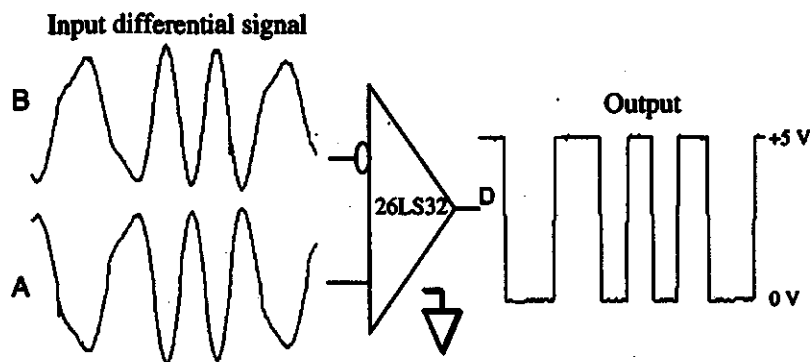 Input differential signal
B
Output
+5 V
26LS32
D
A
0 V